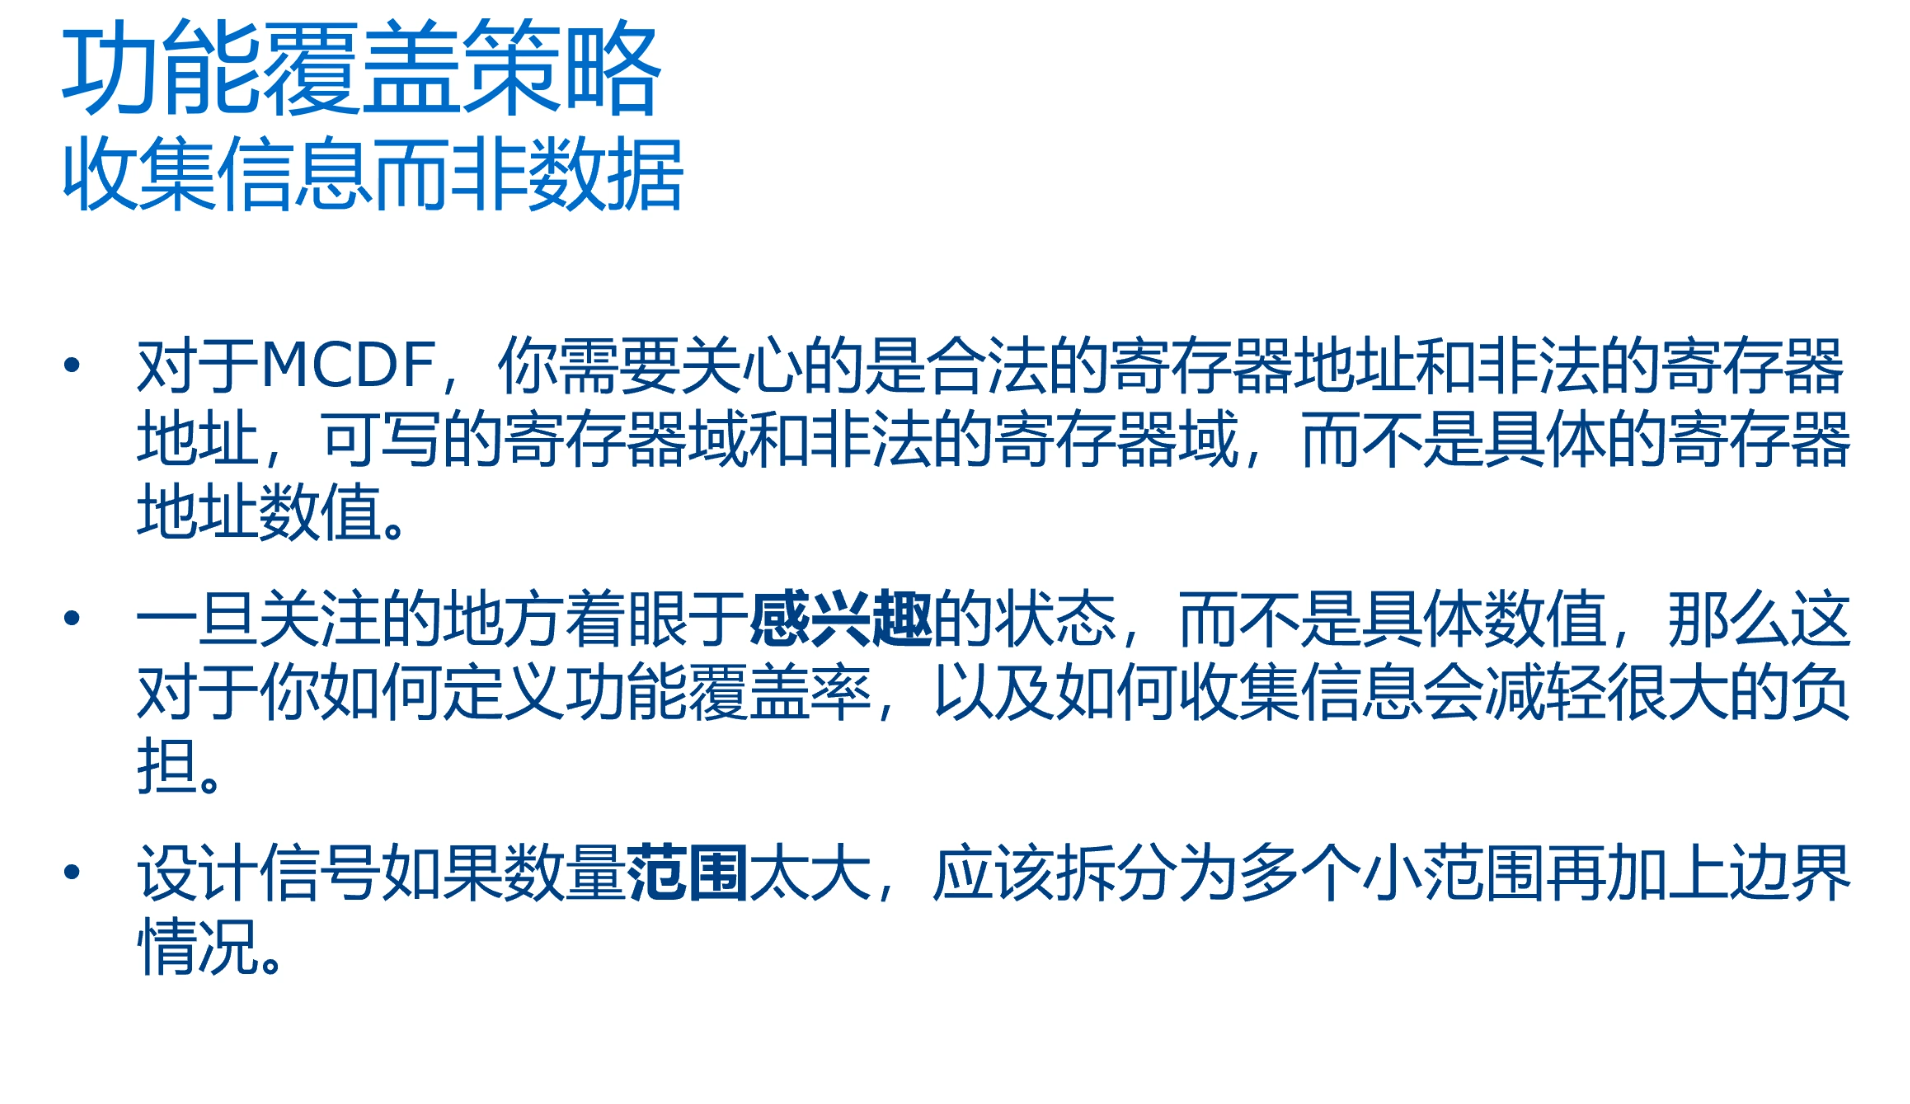 功能覆盖策略
收集信息而非数据
• 对于MCDF，你需要关心的是合法的寄存器地址和非法的寄存器
地址，可写的寄存器域和非法的寄存器域，而不是具体的寄存器
地址数值。
• 一旦关注的地方着眼于感兴趣的状态，而不是具体数值，那么这
对于你如何定义功能覆盖率，以及如何收集信息会减轻很大的负
担。
• 设计信号如果数量范围太大，应该拆分为多个小范围再加上边界
情况。